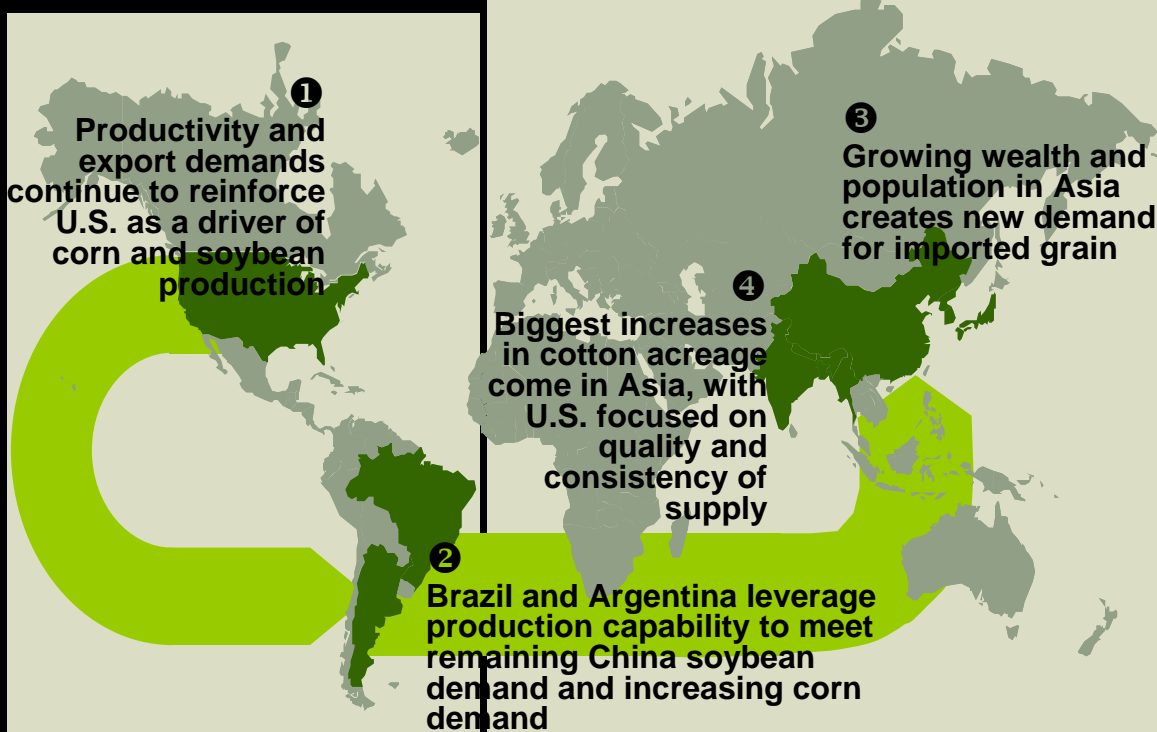 ❶
Productivity and
export demands
continue to reinforce
U.S. as a driver of
corn and soybean
production
❷
Brazil and Argentina leverage
production capability to meet
remaining China soybean
demand and increasing corn
demand
❸
Growing wealth and
population in Asia
creates new demand
for imported grain
❹
Biggest increases
in cotton acreage
come in Asia, with
U.S. focused on
quality and
consistency of
supply